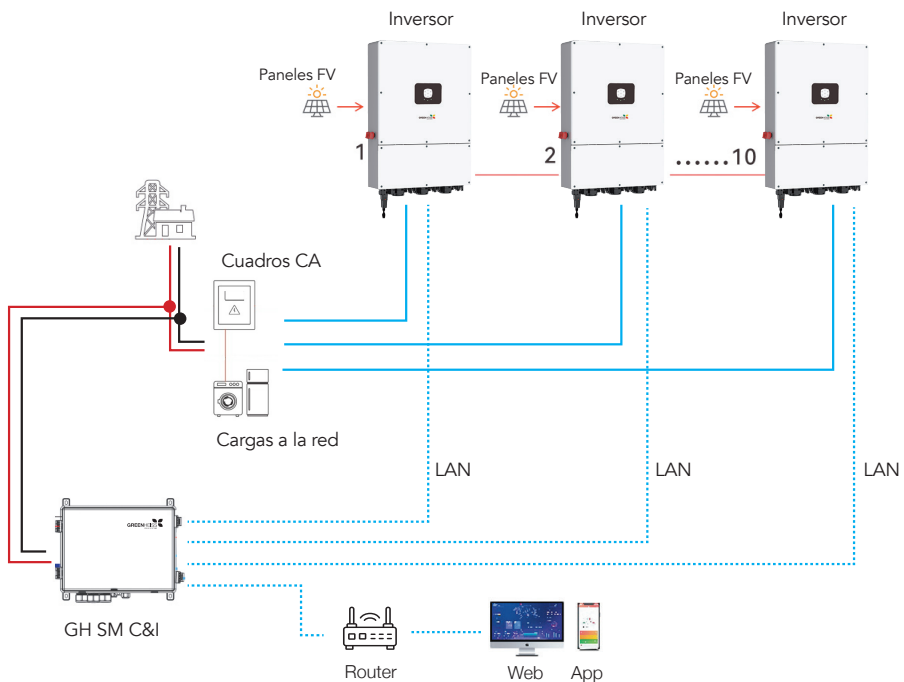 Inversor
Inversor
Inversor
Paneles FV
Paneles FV
Paneles FV
1
2
......10
Cuadros CA
Cargas a la red
LAN
LAN
LAN
GH SM C&I
Router
Web
App